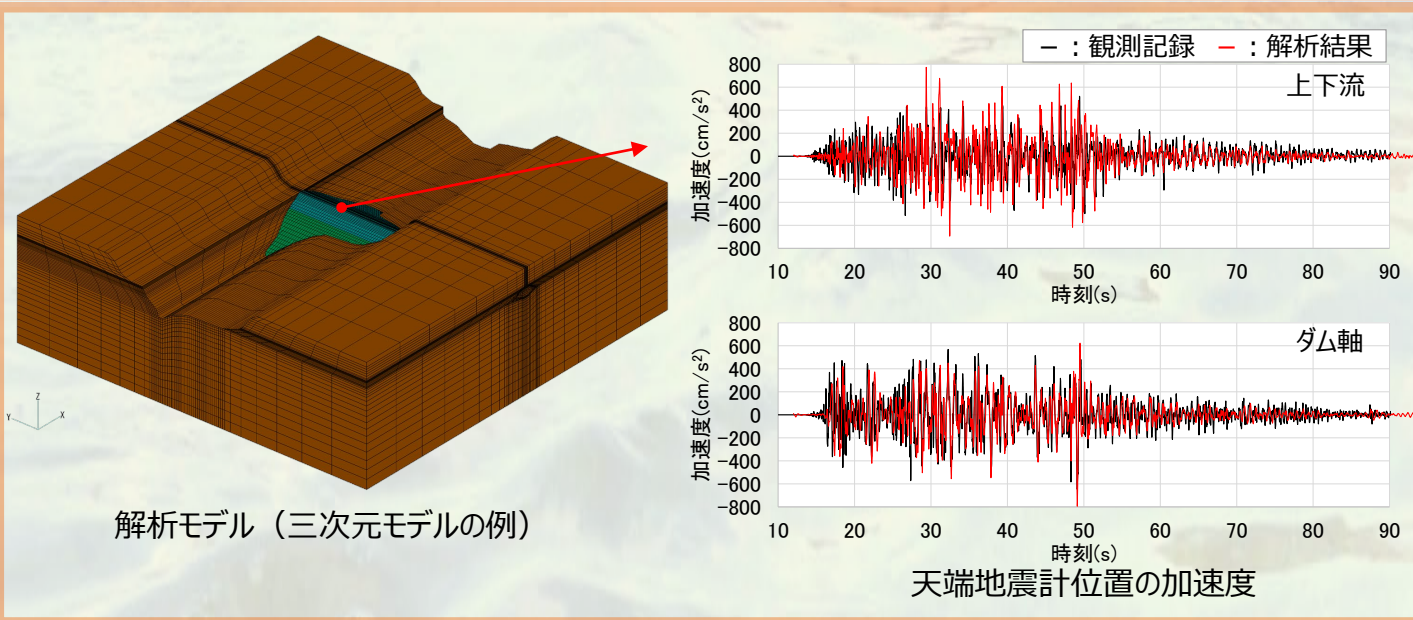 − : 観測記録 − : 解析結果
上下流
加速度(cm/s²)
800
600
400
200
0
−200
−400
−600
−800
10 20 30 40 50 60 70 80 90
時刻(s)
ダム軸
加速度(cm/s²)
800
600
400
200
0
−200
−400
−600
−800
10 20 30 40 50 60 70 80 90
時刻(s)
天端地震計位置の加速度
Z
Y
X
解析モデル（三次元モデルの例）